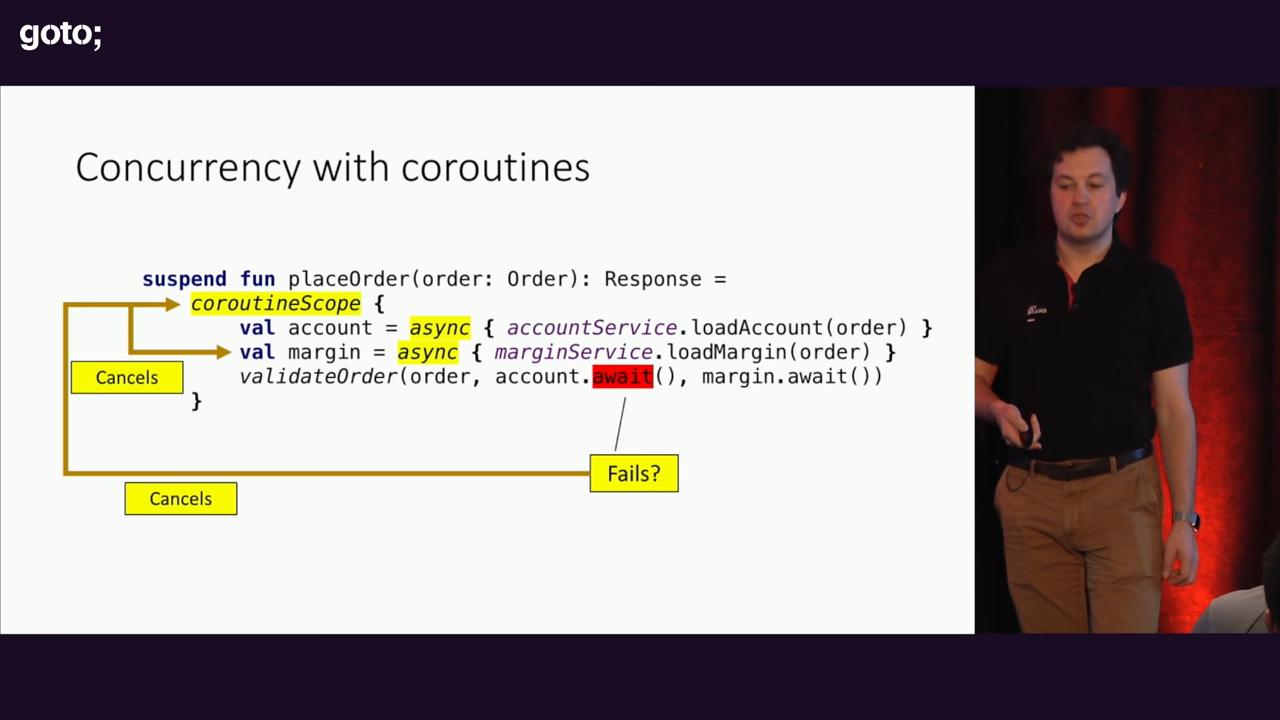 goto;
Concurrency with coroutines
suspend fun placeOrder(order: Order): Response =
coroutineScope {
val account = async { accountService.loadAccount(order) }
val margin = async { marginService.loadMargin(order) }
validateOrder(order, account.await(), margin.await())
}
Cancels
Fails?
Cancels